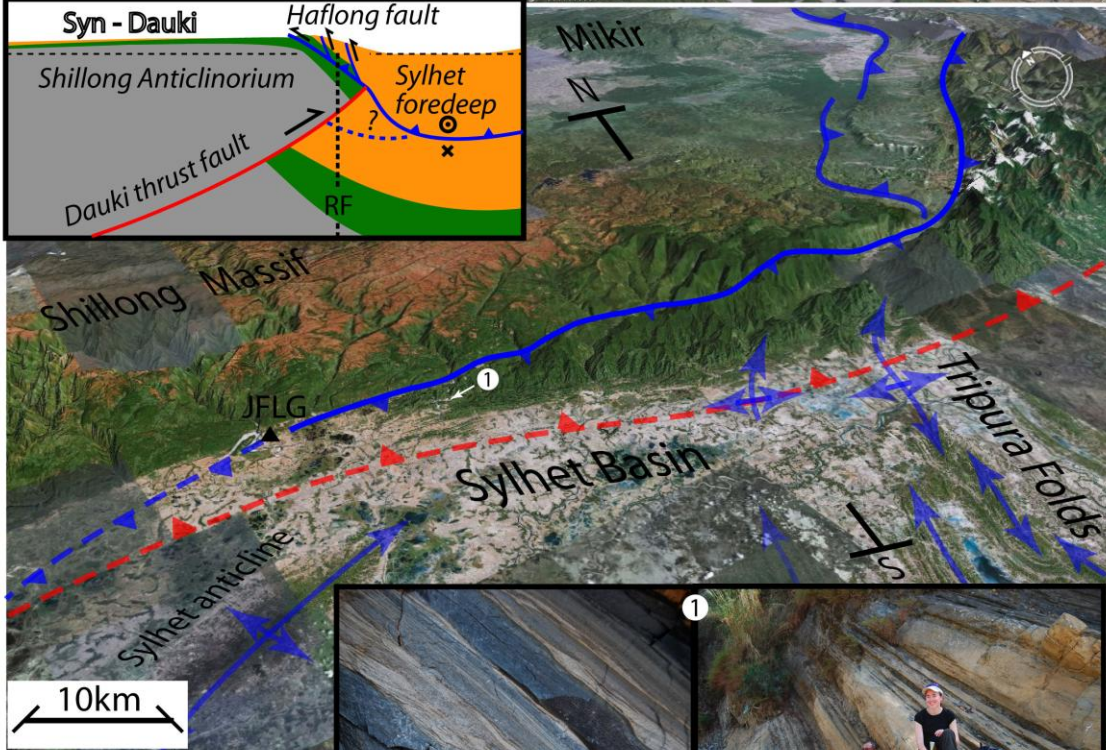 Syn - Dauki
Haflong fault
Shillong Anticlinorium
Sylhet
foredeep
?
Dauki thrust fault
RF
Mikir
N
Shillong Massif
1
JFLG
Sylhet Basin
Tripura Folds
Sylhet anticline
S
10km
1